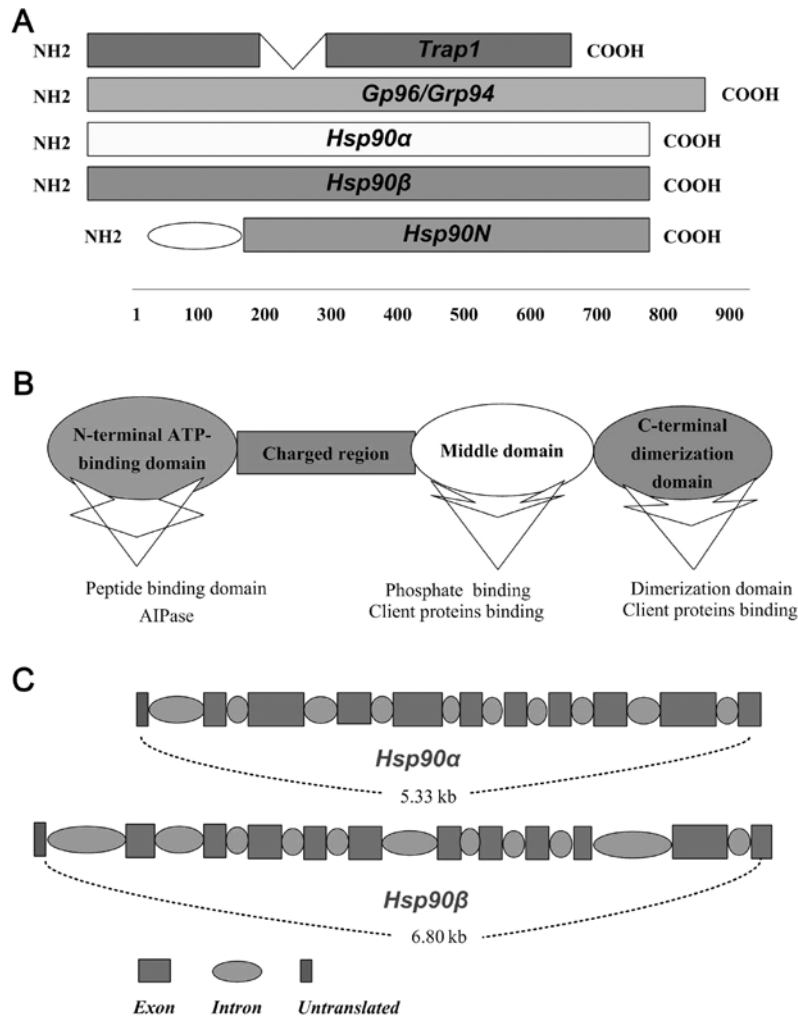 A
NH2 Trap1 COOH
NH2 Gp96/Grp94 COOH
NH2 Hsp90α COOH
NH2 Hsp90β COOH
NH2 Hsp90N COOH
1 100 200 300 400 500 600 700 800 900
B
N-terminal ATP-
binding domain
Charged region
Middle domain
C-terminal
dimerization
domain
Peptide binding domain
AIPase
Phosphate binding
Client proteins binding
Dimerization domain
Client proteins binding
C
Hsp90α
5.33 kb
Hsp90β
6.80 kb
Exon Intron Untranslated